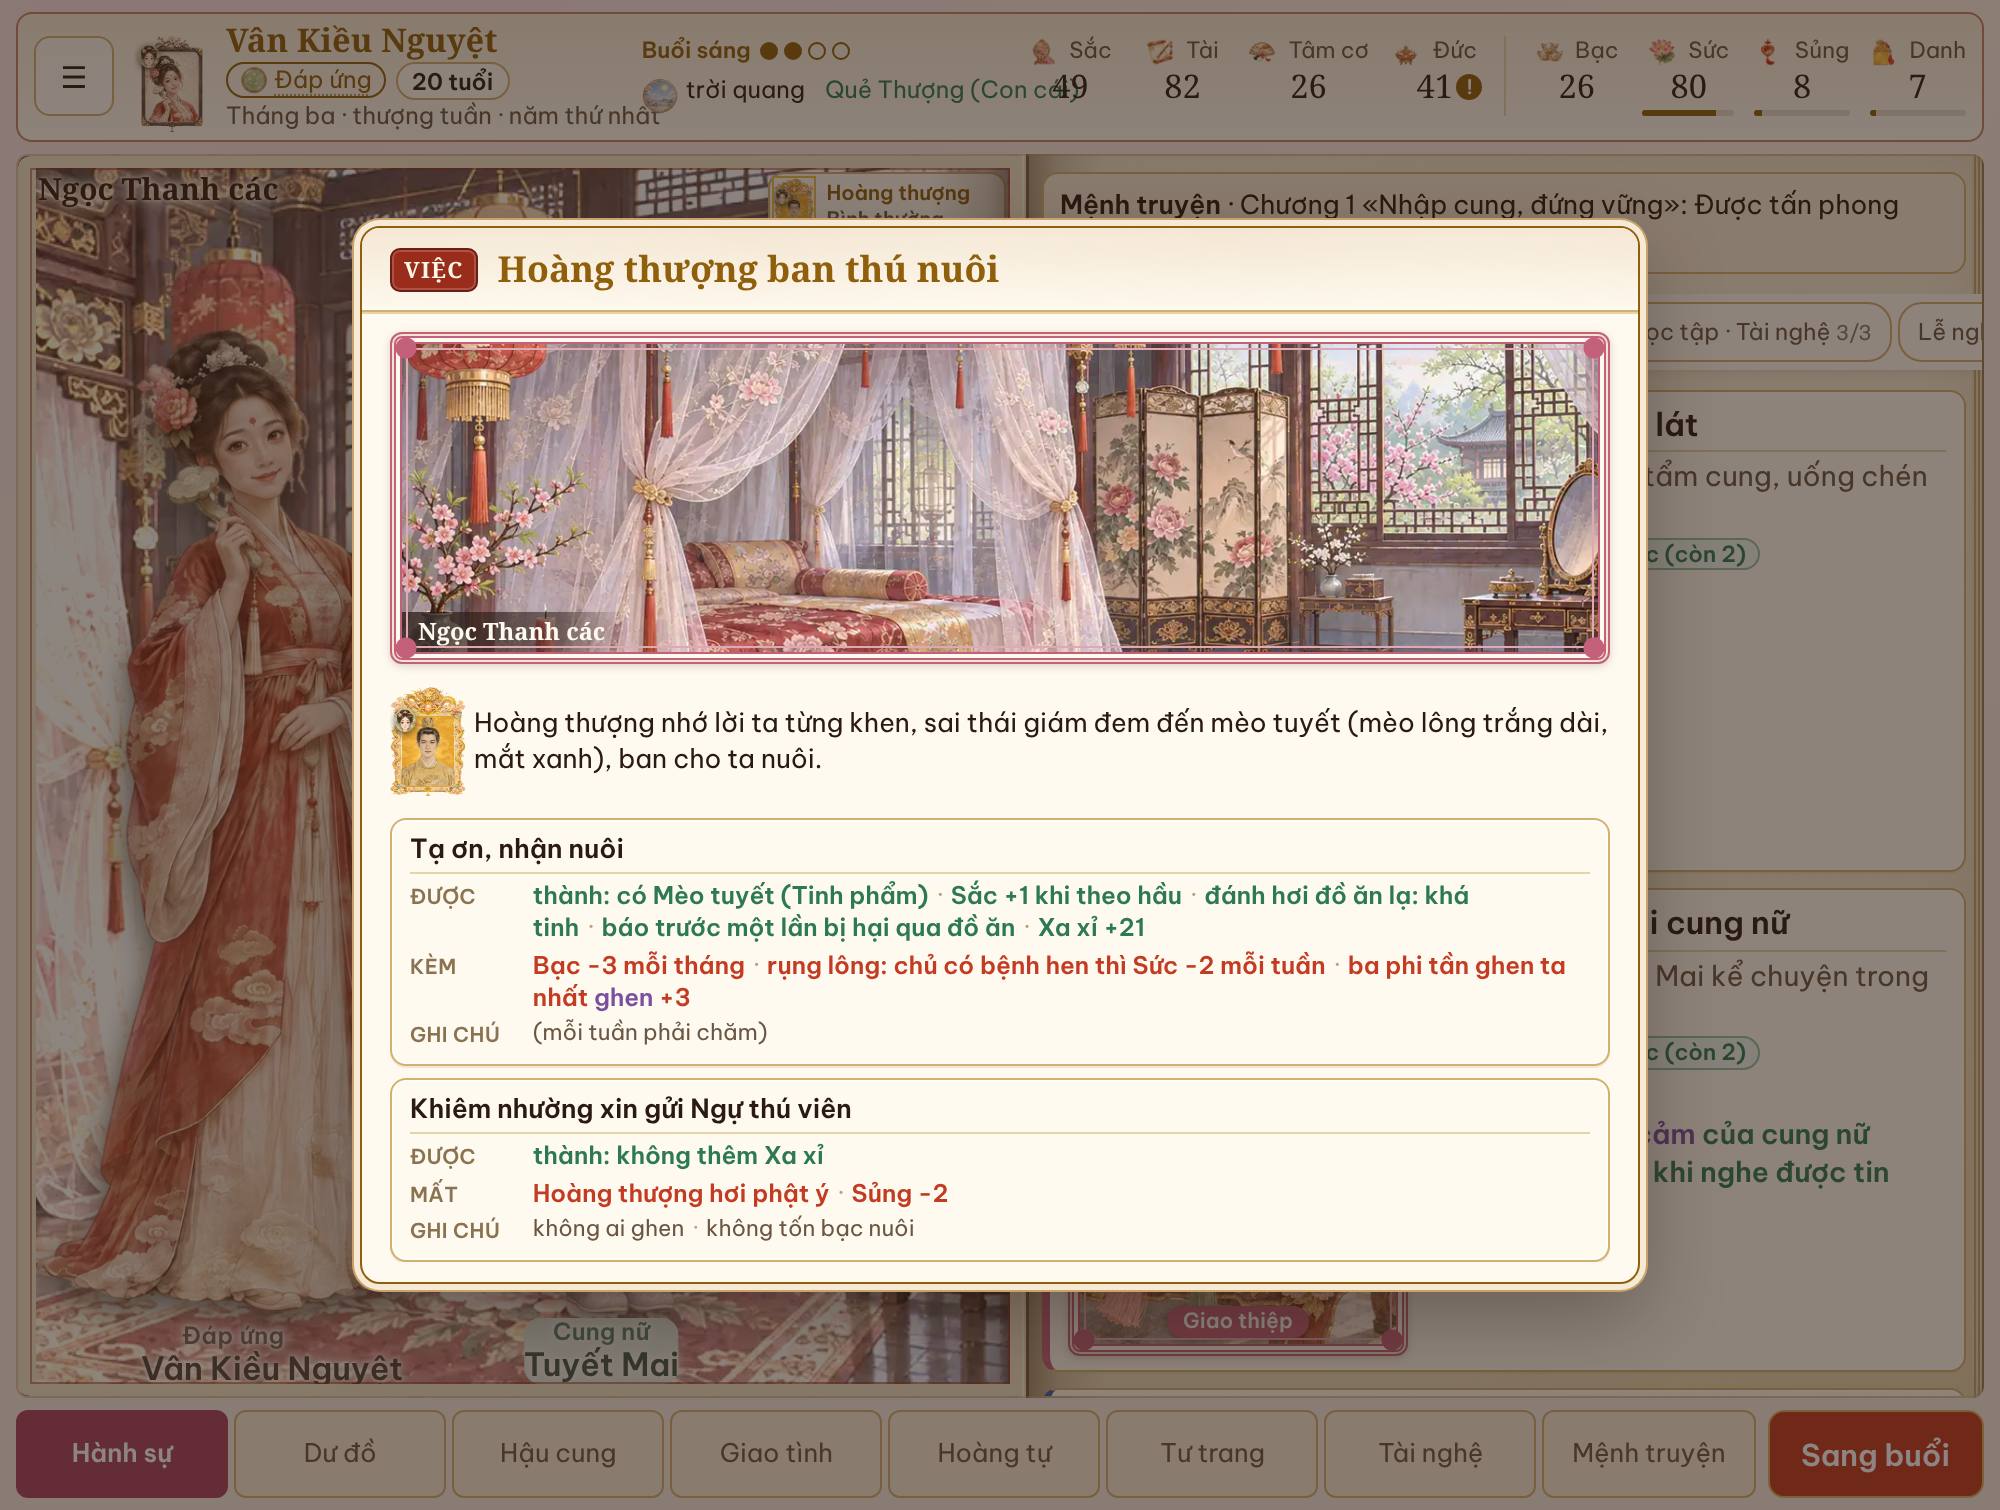 ☰
Vân Kiều Nguyệt
Đáp ứng
20 tuổi
Tháng ba · thượng tuần · năm thứ nhất
Buổi sáng
trời quang Quẻ Thượng (Con cá
Sắc
49
Tài
82
Tâm cơ
26
Đức
41 !
Bạc
26
Sức
80
Sủng
8
Danh
7
Ngọc Thanh các
Hoàng thượng
Bình thường
Mệnh truyện · Chương 1 «Nhập cung, đứng vững»: Được tấn phong
VIỆC
Hoàng thượng ban thú nuôi
Ngọc Thanh các
Hoàng thượng nhớ lời ta từng khen, sai thái giám đem đến mèo tuyết (mèo lông trắng dài,
mắt xanh), ban cho ta nuôi.
Tạ ơn, nhận nuôi
ĐƯỢC
thành: có Mèo tuyết (Tinh phẩm) · Sắc +1 khi theo hầu · đánh hơi đồ ăn lạ: khá
tinh · báo trước một lần bị hại qua đồ ăn · Xa xỉ +21
KÈM
Bạc -3 mỗi tháng · rụng lông: chủ có bệnh hen thì Sức -2 mỗi tuần · ba phi tần ghen ta
nhất ghen +3
GHI CHÚ
(mỗi tuần phải chăm)
Khiêm nhường xin gửi Ngự thú viên
ĐƯỢC
thành: không thêm Xa xỉ
MẤT
Hoàng thượng hơi phật ý · Sủng -2
GHI CHÚ
không ai ghen · không tốn bạc nuôi
ọc tập · Tài nghệ 3/3
Lễ ngh
lát
tẩm cung, uống chén
c (còn 2)
i cung nữ
Mai kể chuyện trong
c (còn 2)
cảm của cung nữ
khi nghe được tin
Giao thiệp
Đáp ứng
Vân Kiều Nguyệt
Cung nữ
Tuyết Mai
Hành sự
Dư đồ
Hậu cung
Giao tình
Hoàng tự
Tư trang
Tài nghệ
Mệnh truyện
Sang buổi